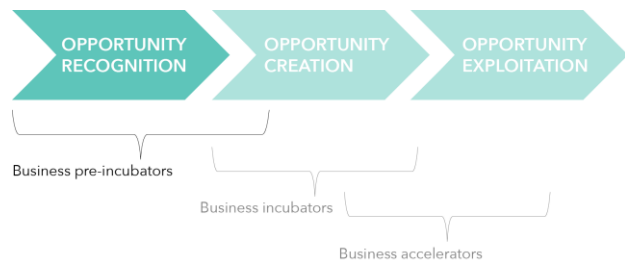 OPPORTUNITY
RECOGNITION
OPPORTUNITY
CREATION
OPPORTUNITY
EXPLOITATION
Business pre-incubators
Business incubators
Business accelerators